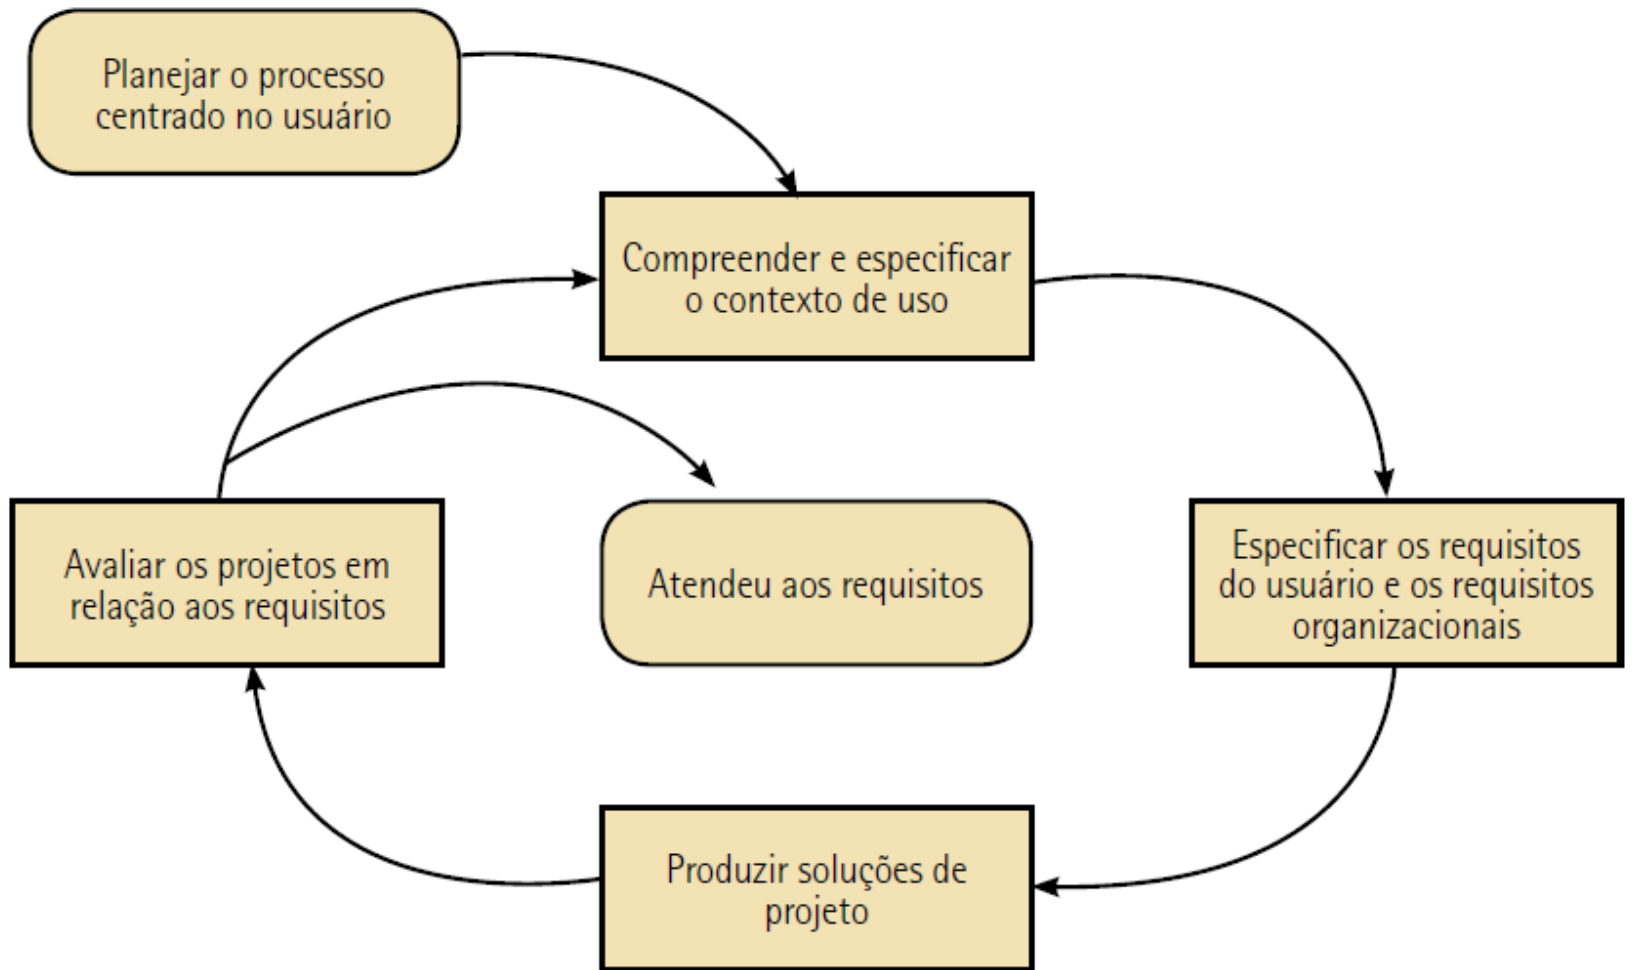 Planejar o processo
centrado no usuário
Compreender e especificar
o contexto de uso
Avaliar os projetos em
relação aos requisitos
Atendeu aos requisitos
Especificar os requisitos
do usuário e os requisitos
organizacionais
Produzir soluções de
projeto